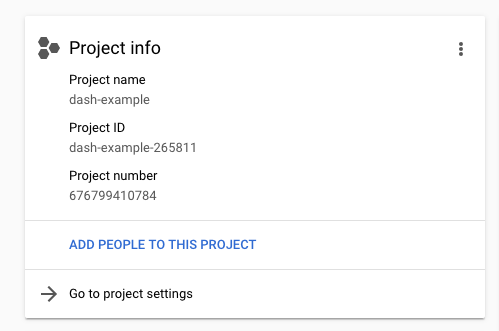 Project info
Project name
dash-example
Project ID
dash-example-265811
Project number
676799410784
ADD PEOPLE TO THIS PROJECT
Go to project settings